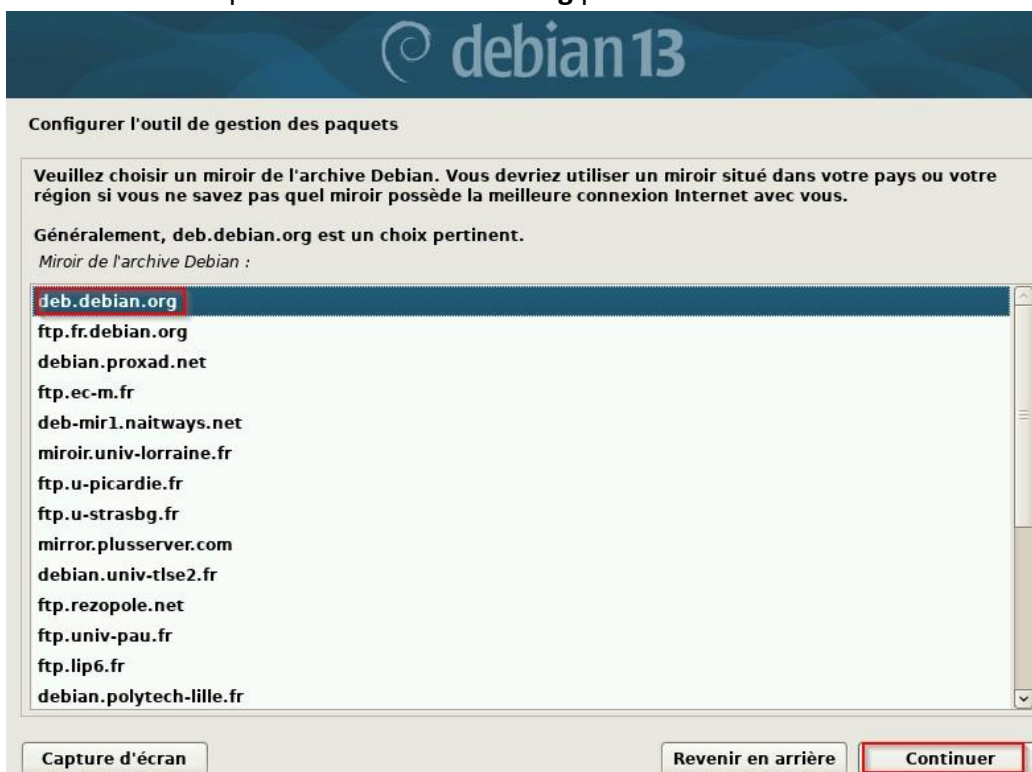 debian 13
Configurer l'outil de gestion des paquets
Veuillez choisir un miroir de l'archive Debian. Vous devriez utiliser un miroir situé dans votre pays ou votre
région si vous ne savez pas quel miroir possède la meilleure connexion Internet avec vous.
Généralement, deb.debian.org est un choix pertinent.
Miroir de l'archive Debian :
deb.debian.org
ftp.fr.debian.org
debian.proxad.net
ftp.ec-m.fr
deb-mir1.naitways.net
miroir.univ-lorraine.fr
ftp.u-picardie.fr
ftp.u-strasbg.fr
mirror.plusserver.com
debian.univ-tlse2.fr
ftp.rezopole.net
ftp.univ-pau.fr
ftp.lip6.fr
debian.polytech-lille.fr
Capture d'écran Revenir en arrière Continuer